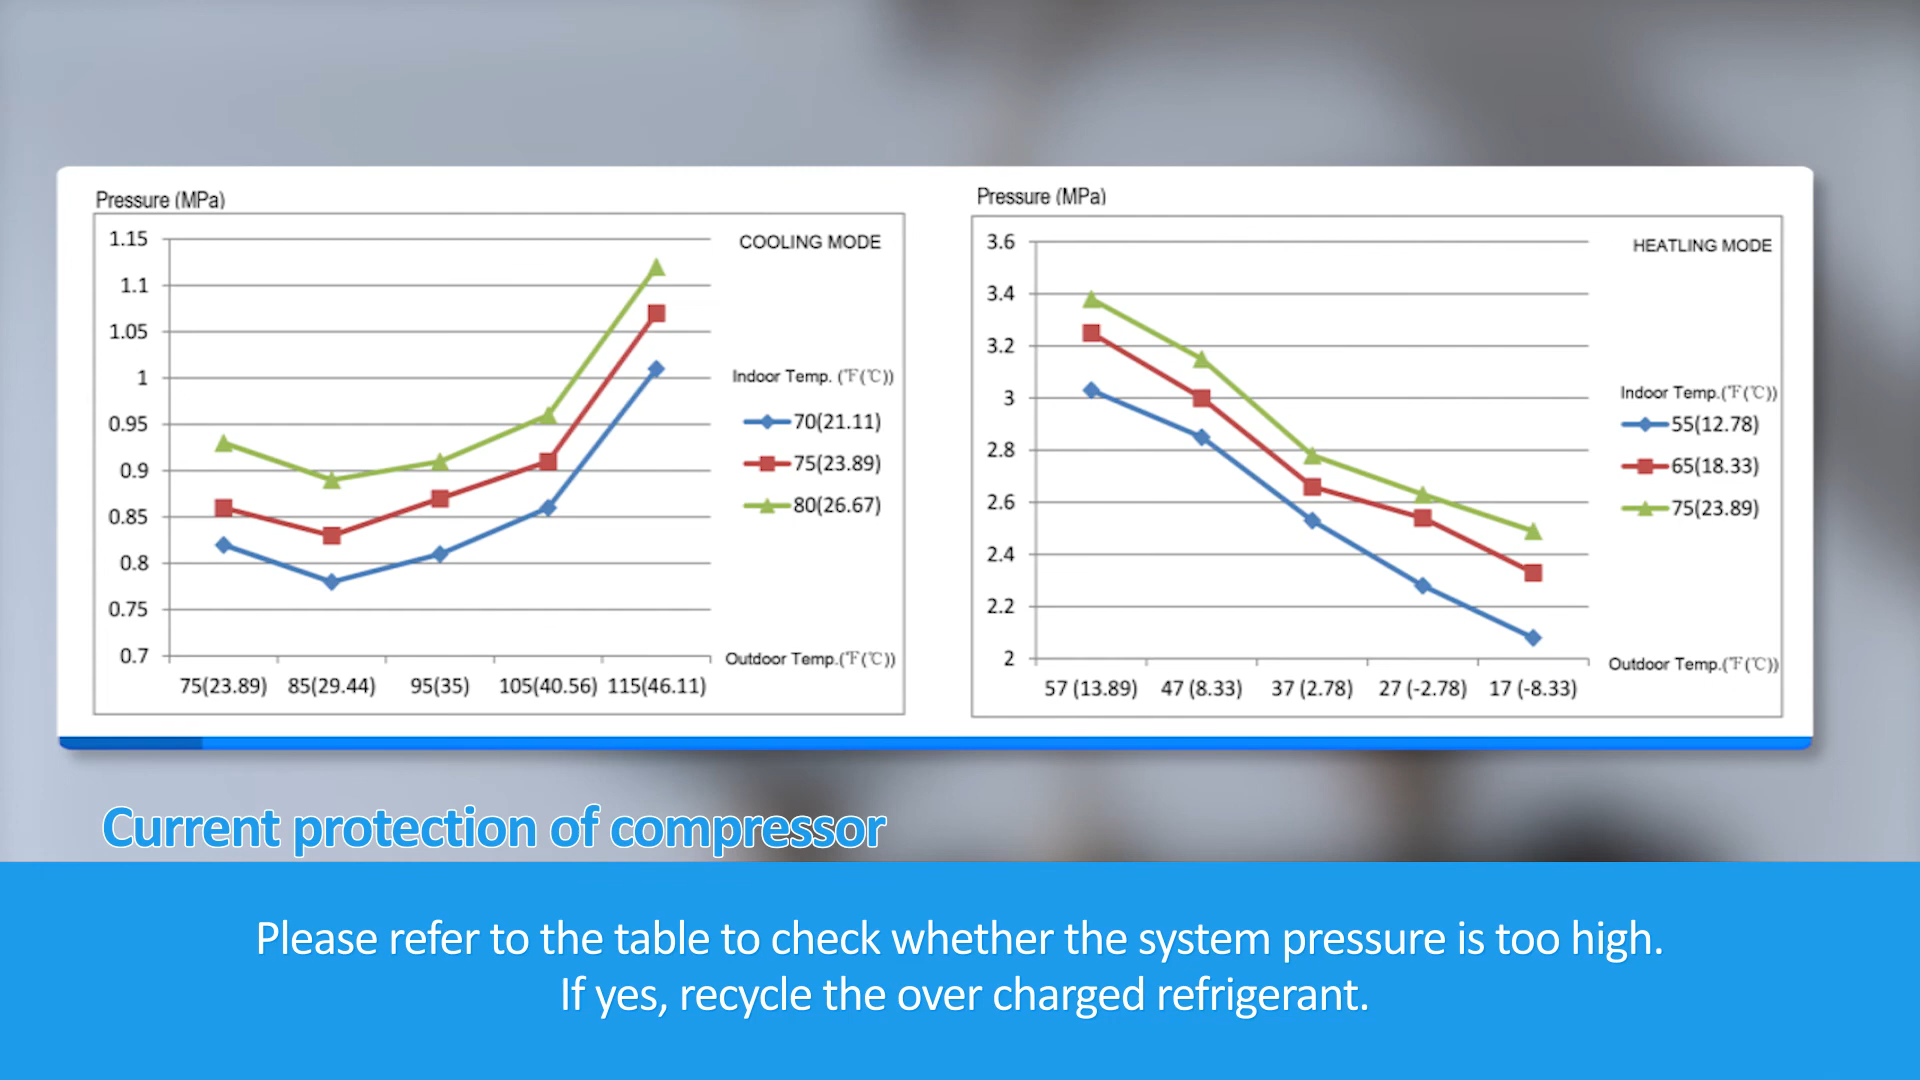 Pressure (MPa)
COOLING MODE
1.15
1.1
1.05
1
0.95
0.9
0.85
0.8
0.75
0.7
Indoor Temp. (℉(℃))
70(21.11)
75(23.89)
80(26.67)
Outdoor Temp.(℉(℃))
75(23.89) 85(29.44) 95(35) 105(40.56) 115(46.11)
Pressure (MPa)
HEATLING MODE
3.6
3.4
3.2
3
2.8
2.6
2.4
2.2
2
Indoor Temp.(℉(℃))
55(12.78)
65(18.33)
75(23.89)
Outdoor Temp.(℉(℃))
57 (13.89) 47 (8.33) 37 (2.78) 27 (-2.78) 17 (-8.33)
Current protection of compressor
Please refer to the table to check whether the system pressure is too high.
If yes, recycle the over charged refrigerant.